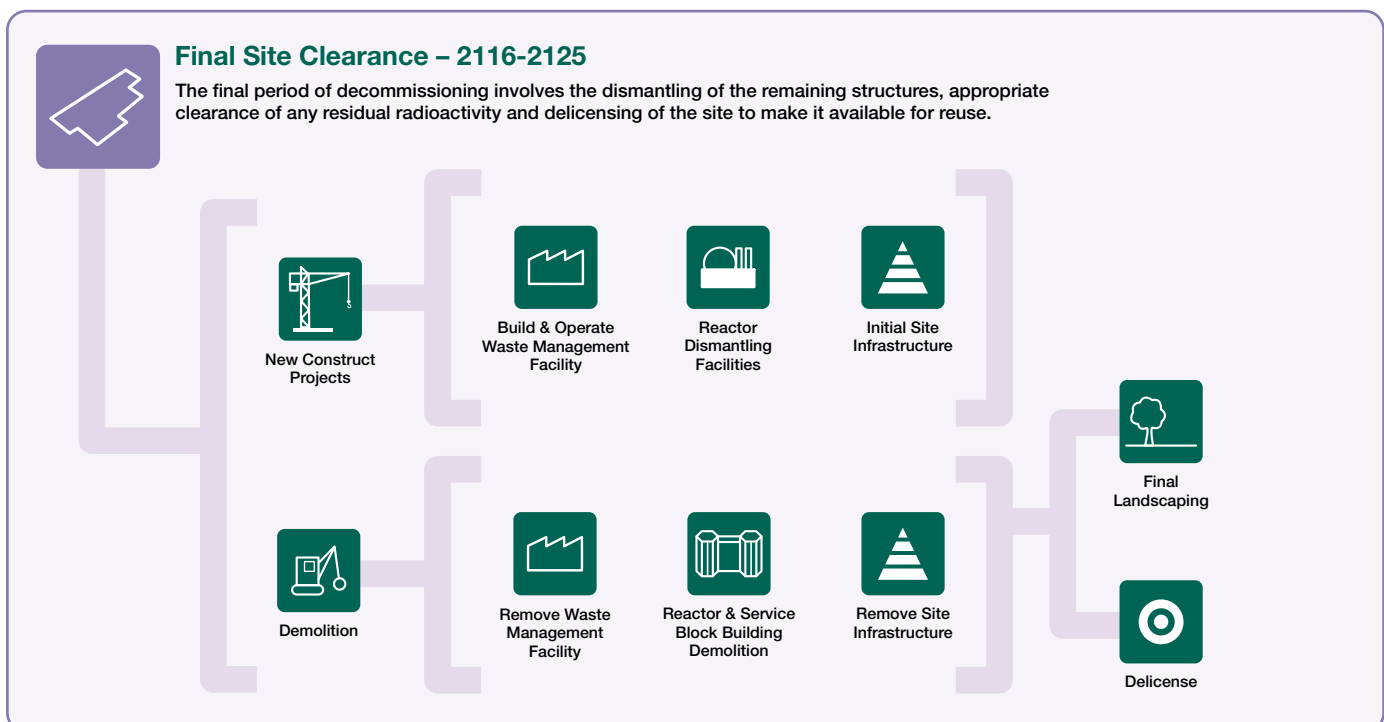 Final Site Clearance – 2116-2125
The final period of decommissioning involves the dismantling of the remaining structures, appropriate
clearance of any residual radioactivity and delicensing of the site to make it available for reuse.
New Construct
Projects
Build & Operate
Waste Management
Facility
Reactor
Dismantling
Facilities
Initial Site
Infrastructure
Demolition
Remove Waste
Management
Facility
Reactor & Service
Block Building
Demolition
Remove Site
Infrastructure
Final
Landscaping
Delicense